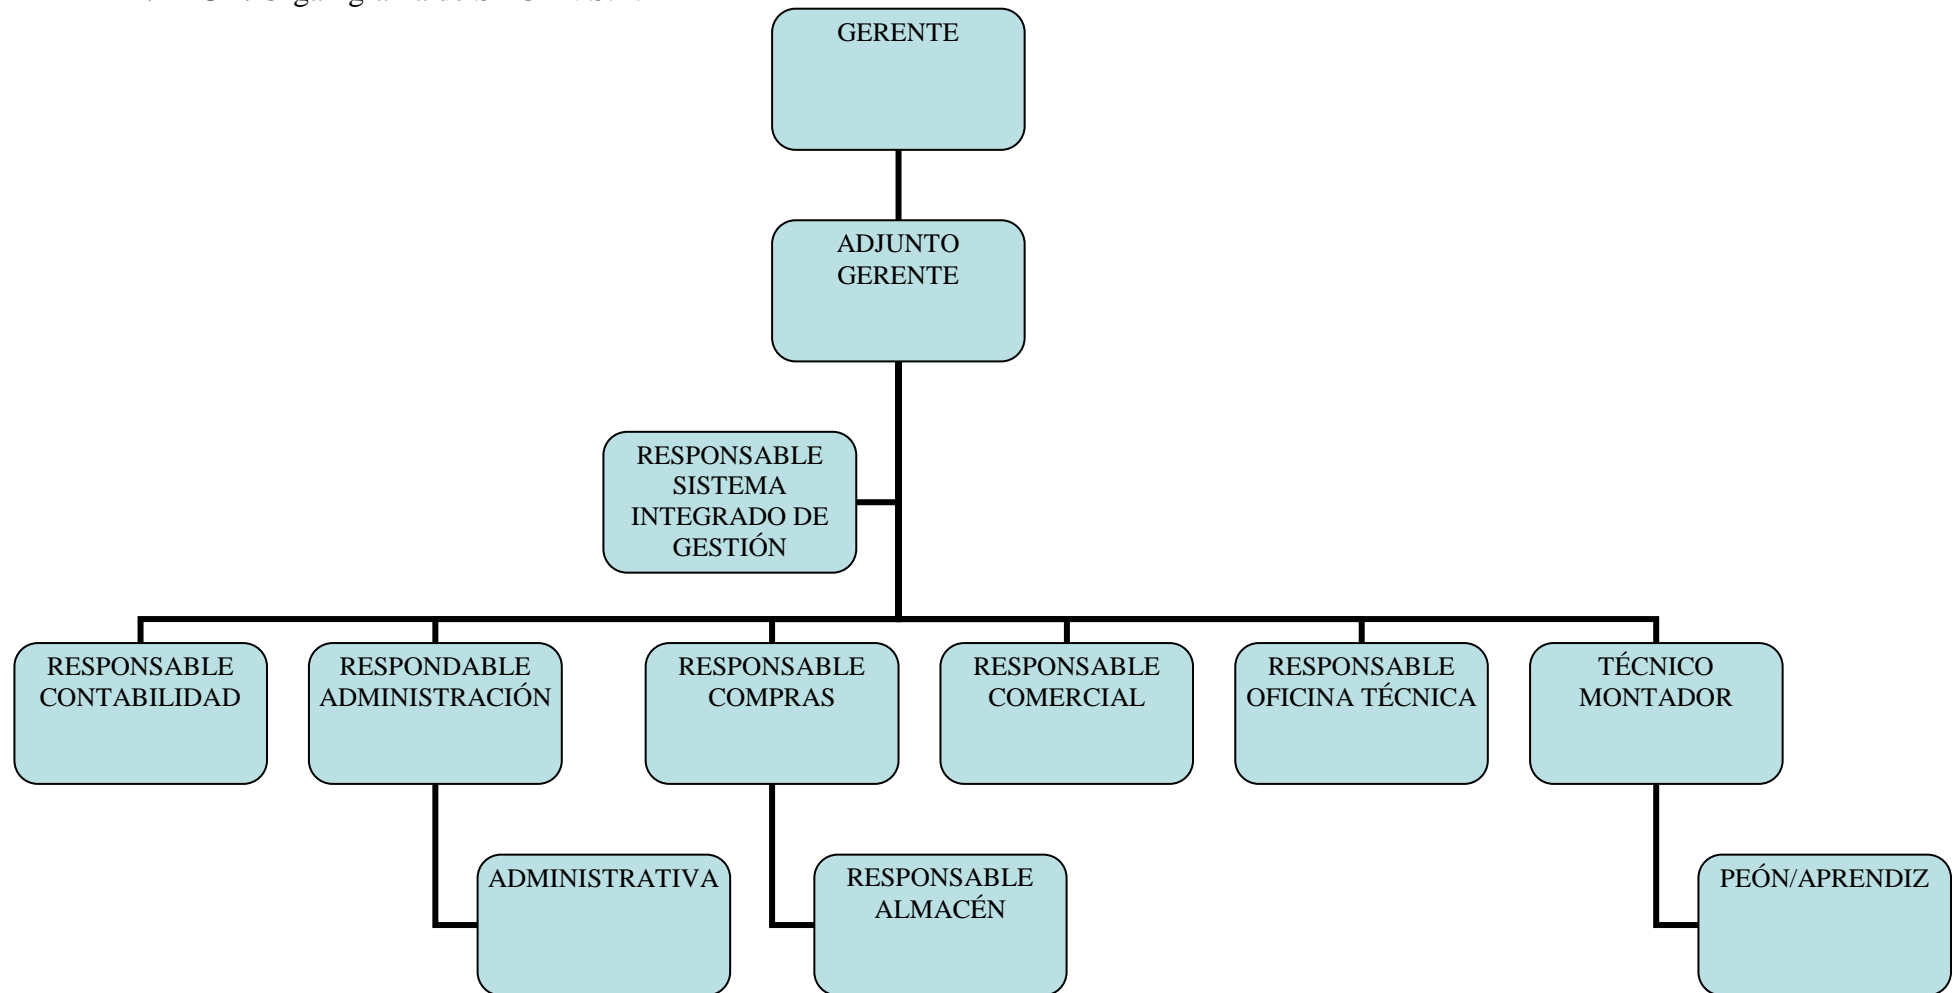 GERENTE
ADJUNTO
GERENTE
RESPONSABLE
SISTEMA
INTEGRADO DE
GESTIÓN
RESPONSABLE
CONTABILIDAD
RESPONDABLE
ADMINISTRACIÓN
RESPONSABLE
COMPRAS
RESPONSABLE
COMERCIAL
RESPONSABLE
OFICINA TÉCNICA
TÉCNICO
MONTADOR
ADMINISTRATIVA
RESPONSABLE
ALMACÉN
PEÓN/APRENDIZ